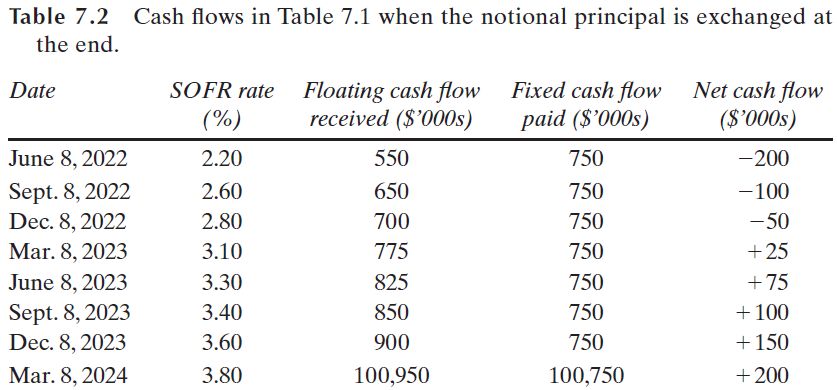 Table 7.2 Cash flows in Table 7.1 when the notional principal is exchanged at
the end.
Date SOFR rate Floating cash flow Fixed cash flow Net cash flow
(%) received ($’000s) paid ($’000s) ($’000s)
June 8, 2022 2.20 550 750 −200
Sept. 8, 2022 2.60 650 750 −100
Dec. 8, 2022 2.80 700 750 −50
Mar. 8, 2023 3.10 775 750 +25
June 8, 2023 3.30 825 750 +75
Sept. 8, 2023 3.40 850 750 +100
Dec. 8, 2023 3.60 900 750 +150
Mar. 8, 2024 3.80 100,950 100,750 +200